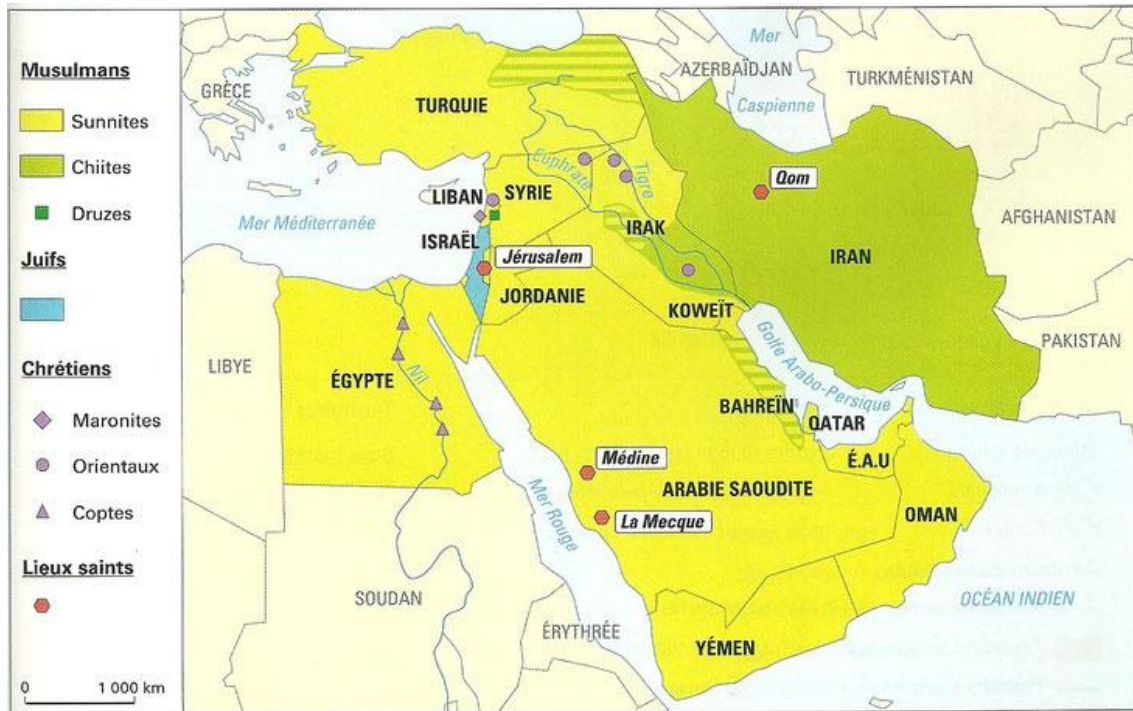 Musulmans
Sunnites
Chiites
Druzes
Juifs
Chrétiens
Maronites
Orientaux
Coptes
Lieux saints
0 1 000 km
GRÈCE
TURQUIE
AZERBAÏDJAN
Mer
Caspienne
TURKMÉNISTAN
Mer Méditerranée
LIBAN
SYRIE
Euphrate
Tigre
IRAK
Qom
IRAN
AFGHANISTAN
ISRAËL
Jérusalem
JORDANIE
KOWEÏT
PAKISTAN
LIBYE
ÉGYPTE
Nil
Golfe Arabo-Persique
BAHREÏN
QATAR
É.A.U
Médine
La Mecque
ARABIE SAOUDITE
OMAN
Mer Rouge
SOUDAN
ÉRYTHRÉE
YÉMEN
OCÉAN INDIEN